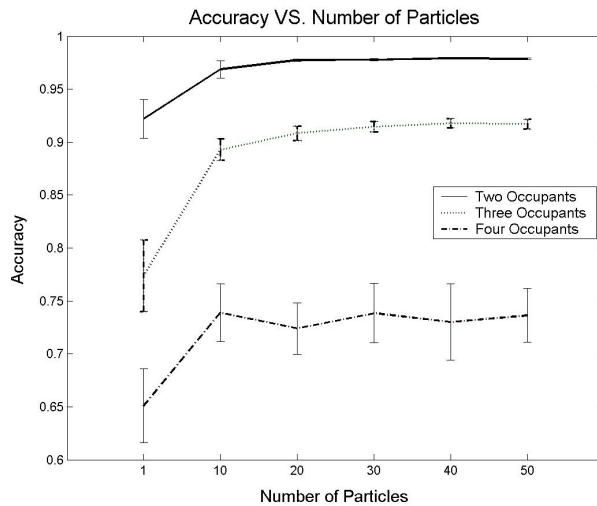 Accuracy VS. Number of Particles
1
0.95
0.9
0.85
0.8
0.75
0.7
0.65
0.6
Accuracy
Two Occupants
Three Occupants
Four Occupants
1 10 20 30 40 50
Number of Particles